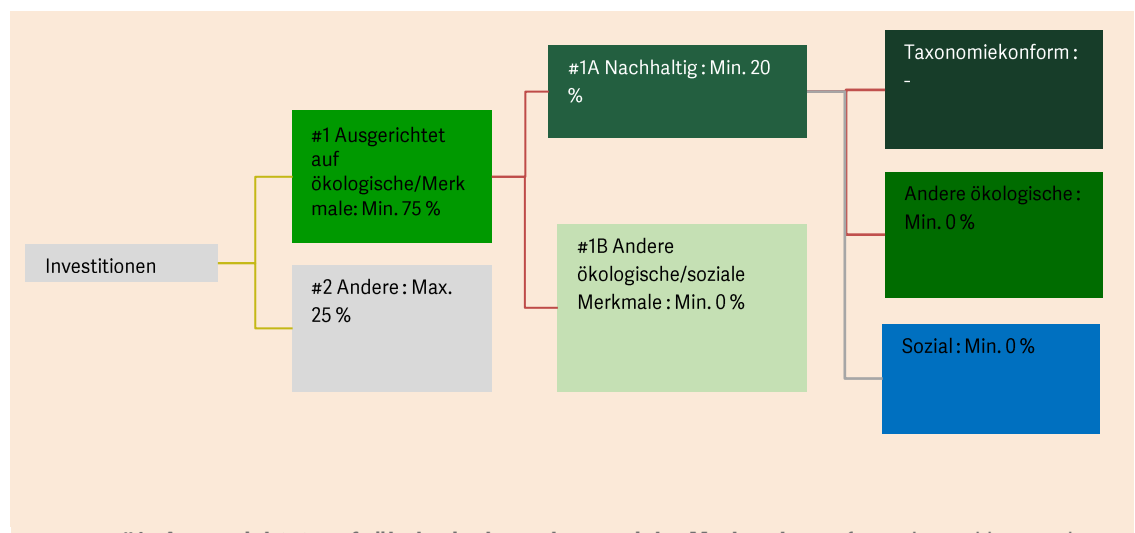 Investitionen
#1 Ausgerichtet
auf
ökologische/Merk
male: Min. 75 %
#2 Andere : Max.
25 %
#1A Nachhaltig : Min. 20
%
#1B Andere
ökologische/soziale
Merkmale : Min. 0 %
Taxonomiekonform :
-
Andere ökologische :
Min. 0 %
Sozial : Min. 0 %